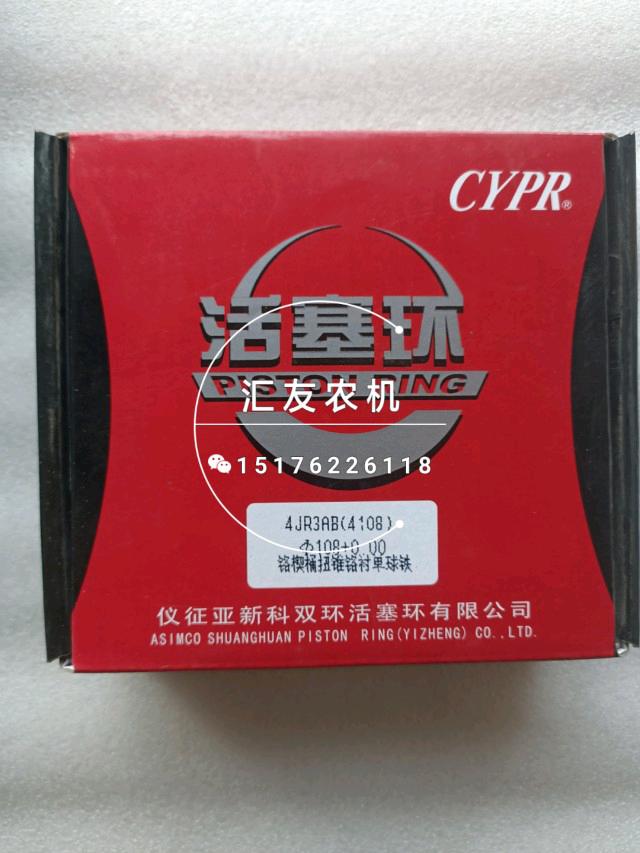 CYPR®
活塞环
PISTON RING
汇友农机
15176226118
4JR3AB(4108)
Φ108+0.00
铬楔桶扭锥铬衬单球铁
仪征亚新科双环活塞环有限公司
ASIMCO SHUANGHUAN PISTON RING(YIZHENG) CO.,LTD.